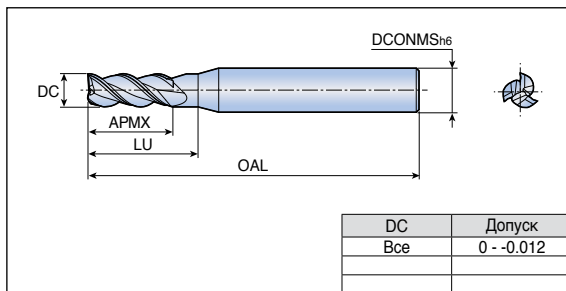 DCONMSh6
DC
APMX
LU
OAL
DC Допуск
Все 0 - -0.012